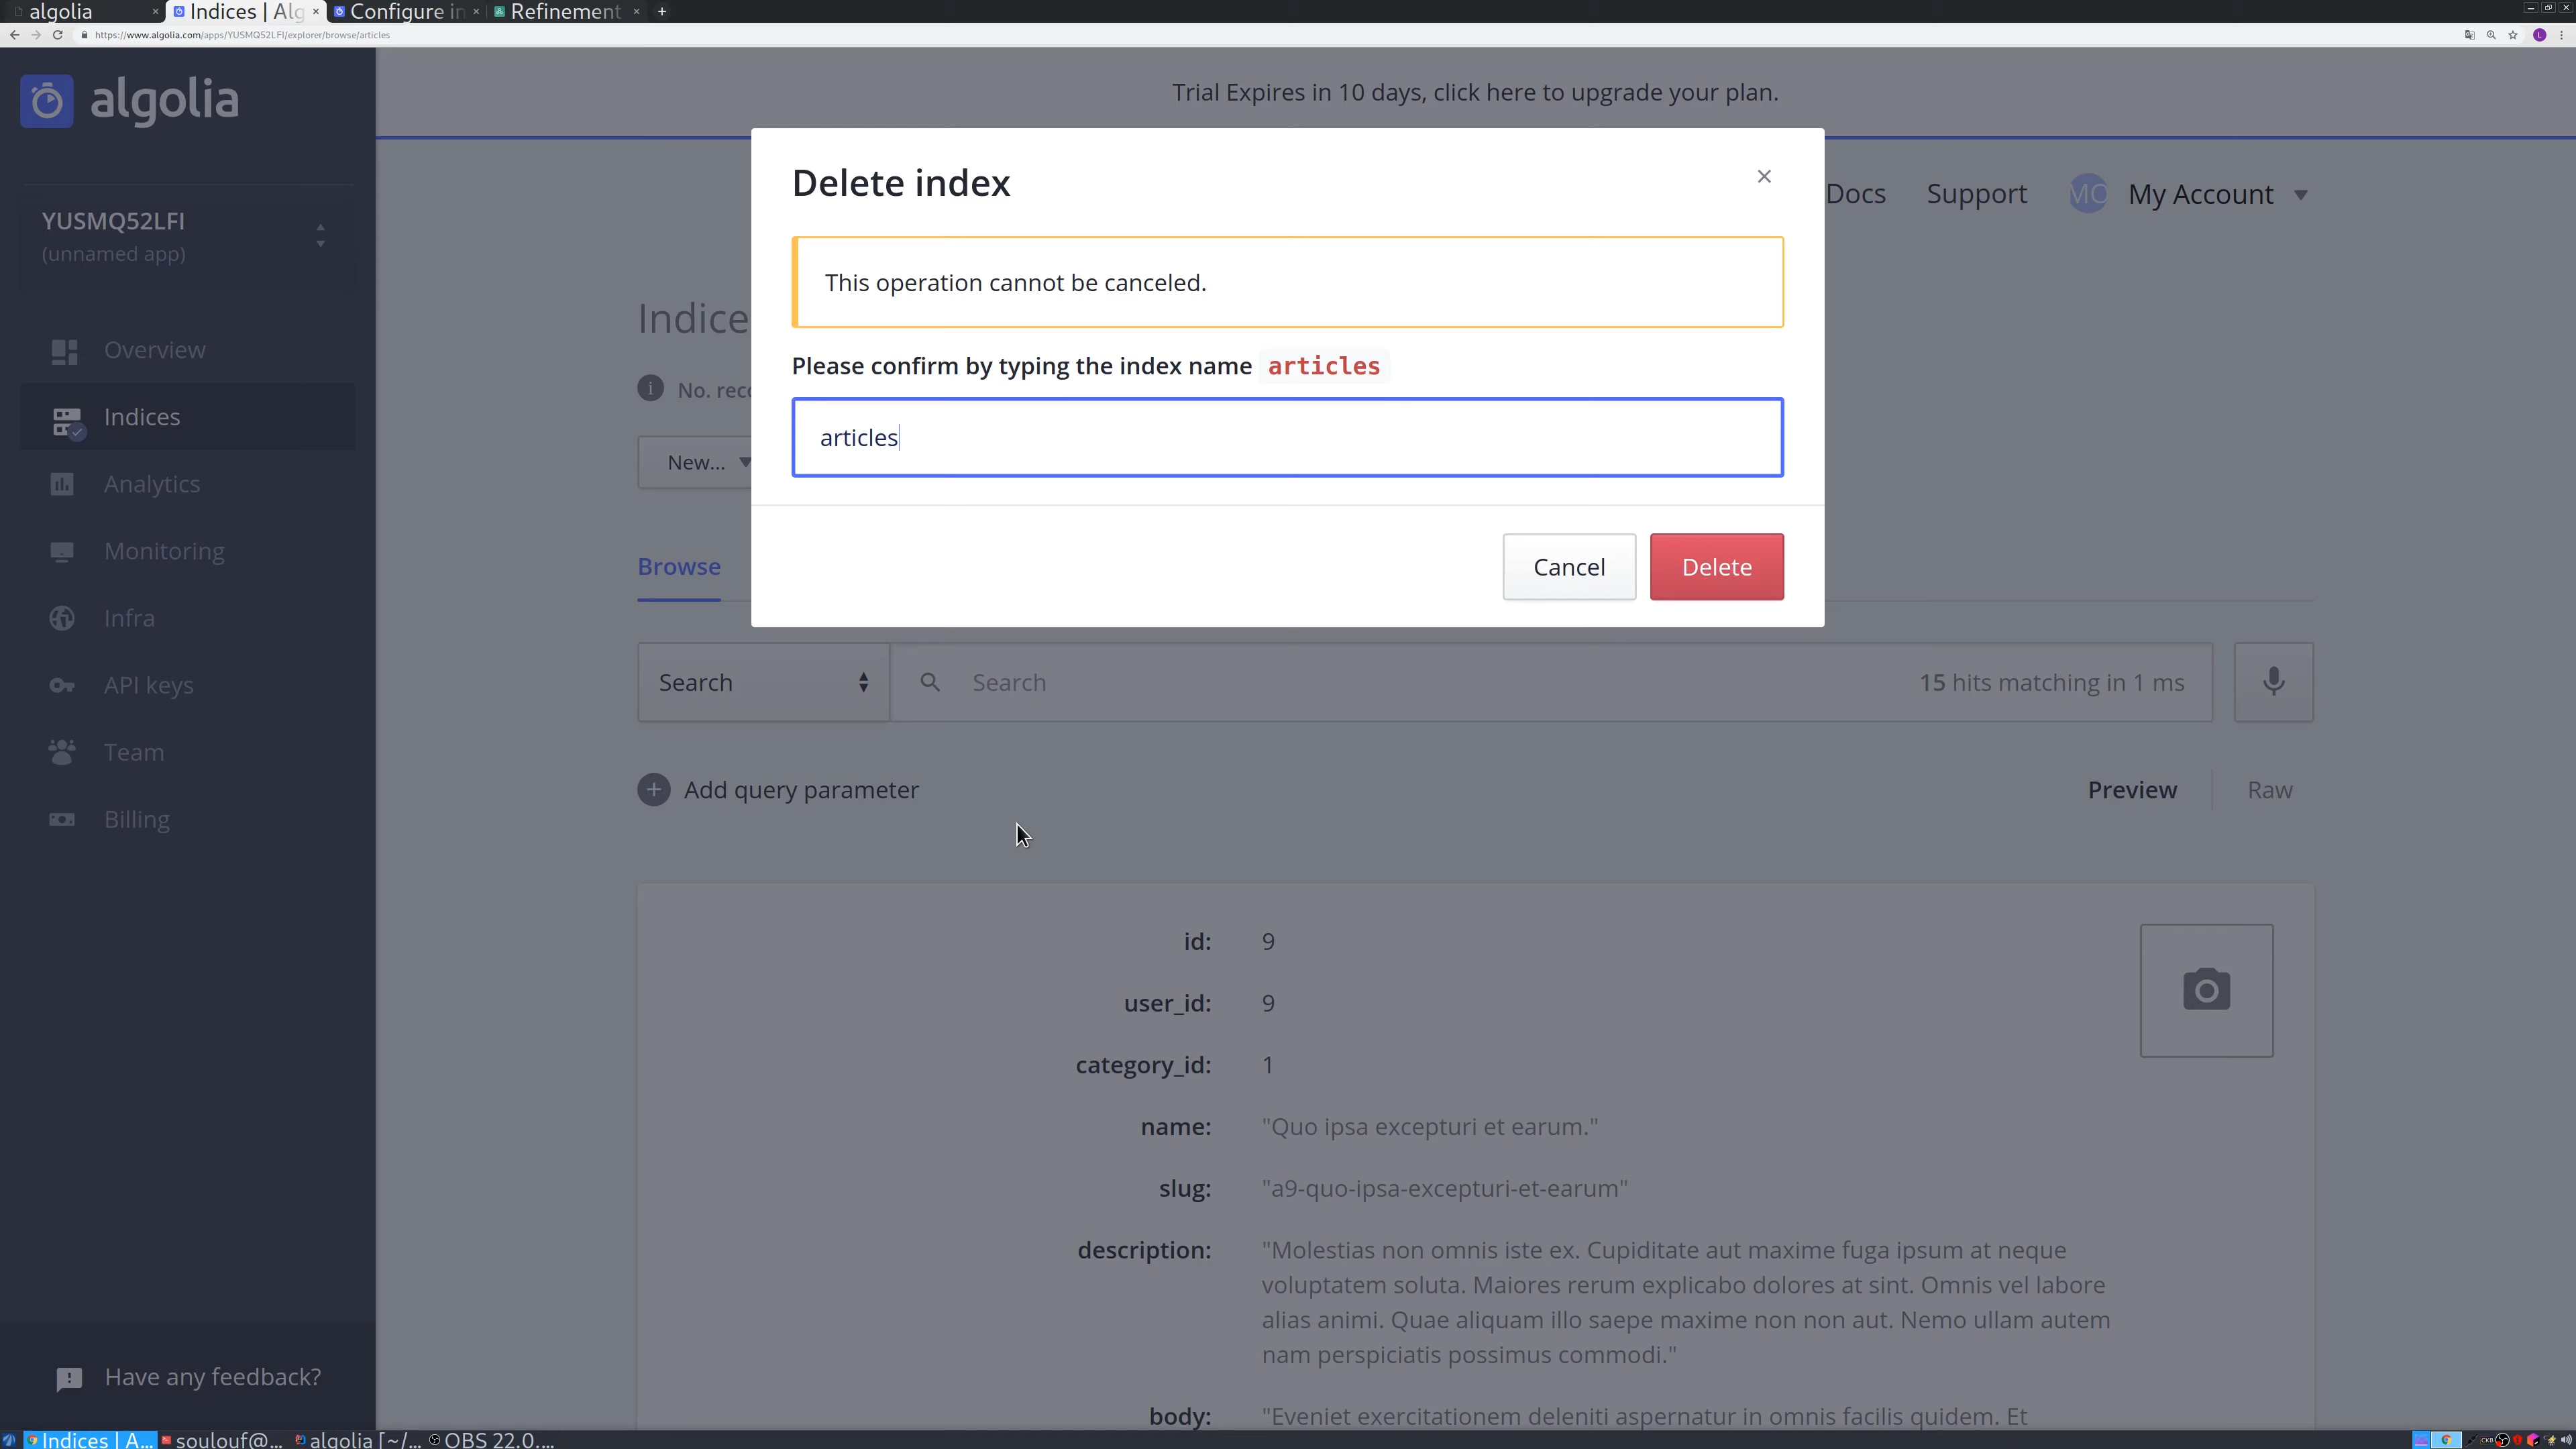 algolia
Indices | Alg
Configure in
Refinement
https://www.algolia.com/apps/YUSMQ52LFI/explorer/browse/articles
algolia
Trial Expires in 10 days, click here to upgrade your plan.
YUSMQ52LFI
(unnamed app)
Docs
Support
MO
My Account
Overview
Indices
Analytics
Monitoring
Infra
API keys
Team
Billing
Have any feedback?
Indice
No. reco
New...
Browse
Delete index
This operation cannot be canceled.
Please confirm by typing the index name articles
articles
Cancel
Delete
Search
Search
15 hits matching in 1 ms
Add query parameter
Preview
Raw
id: 9
user_id: 9
category_id: 1
name: "Quo ipsa excepturi et earum."
slug: "a9-quo-ipsa-excepturi-et-earum"
description: "Molestias non omnis iste ex. Cupiditate aut maxime fuga ipsum at neque
voluptatem soluta. Maiores rerum explicabo dolores at sint. Omnis vel labore
alias animi. Quae aliquam illo saepe maxime non non aut. Nemo ullam autem
nam perspiciatis possimus commodi."
body: "Eveniet exercitationem deleniti aspernatur in omnis facilis quidem. Et
Indices | A...
soulouf@...
algolia [~/...
OBS 22.0....